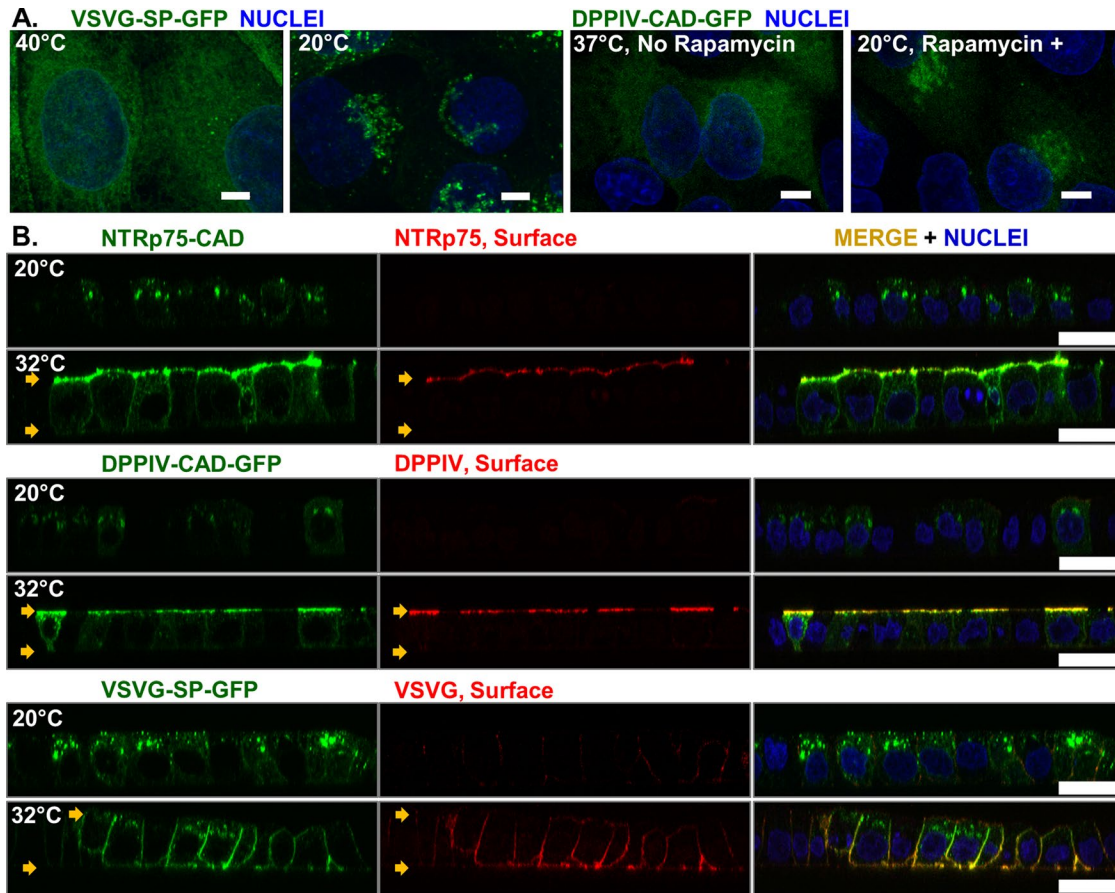 A. VSVG-SP-GFP NUCLEI DPPIV-CAD-GFP NUCLEI
40°C 20°C 37°C, No Rapamycin 20°C, Rapamycin +
B. NTRp75-CAD NTRp75, Surface MERGE + NUCLEI
20°C
32°C
DPPIV-CAD-GFP DPPIV, Surface
20°C
32°C
VSVG-SP-GFP VSVG, Surface
20°C
32°C